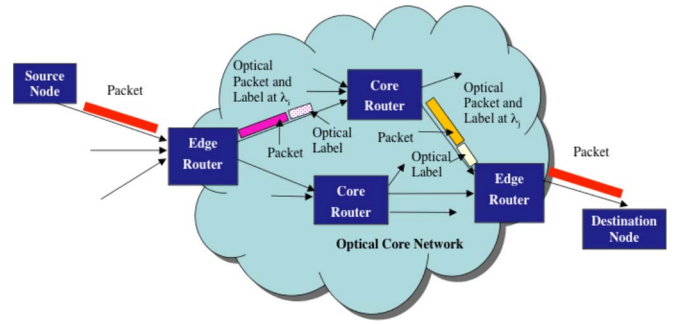 Source
Node
Packet
Edge
Router
Optical
Packet and
Label at λi
Packet
Optical
Label
Core
Router
Optical
Packet and
Label at λj
Packet
Optical
Label
Core
Router
Edge
Router
Packet
Destination
Node
Optical Core Network